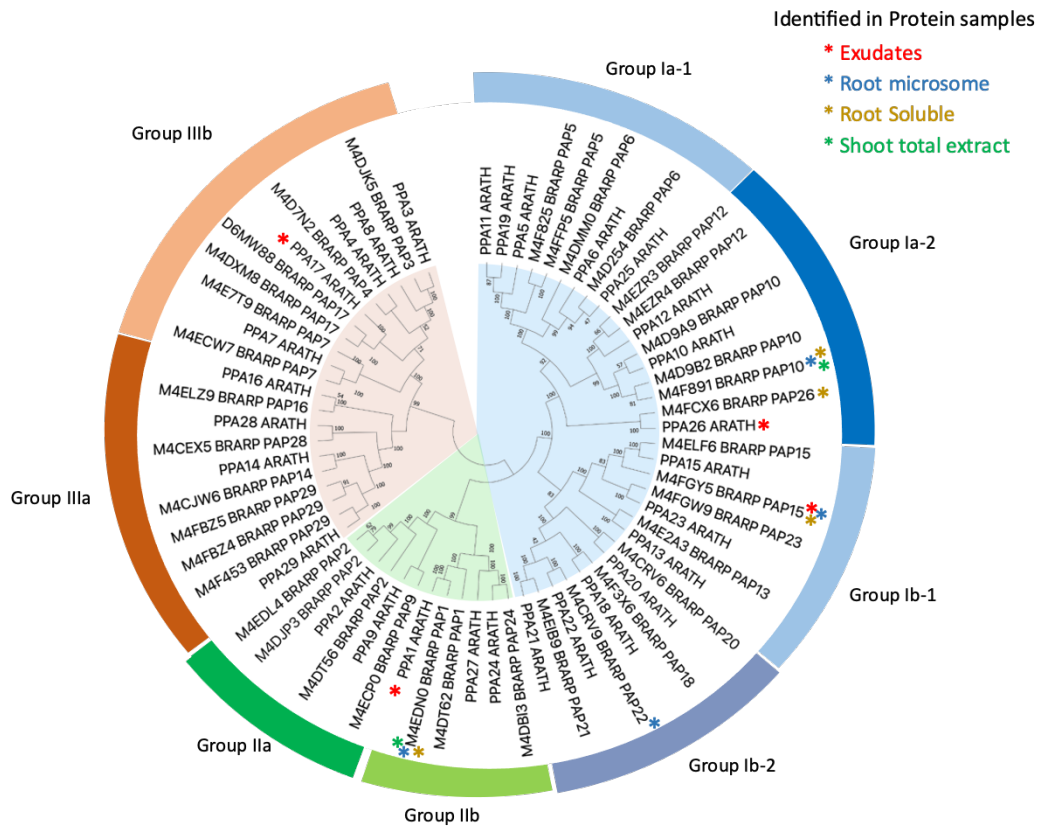 Identified in Protein samples
* Exudates
* Root microsome
* Root Soluble
* Shoot total extract
Group Ia-1
Group Ia-2
Group Ib-1
Group Ib-2
Group IIb
Group IIa
Group IIIa
Group IIIb
PPA11 ARATH
PPA19 ARATH
PPA5 ARATH
M4F825 BRARP PAP5
M4FFP5 BRARP PAP5
M4DMM0 BRARP PAP6
PPA6 ARATH
M4D254 BRARP PAP6
PPA25 ARATH
M4EZR3 BRARP PAP12
M4EZR4 BRARP PAP12
PPA12 ARATH
M4D9A9 BRARP PAP10
PPA10 ARATH
M4D9B2 BRARP PAP10
M4F891 BRARP PAP10
M4FCX6 BRARP PAP26
PPA26 ARATH
M4ELF6 BRARP PAP15
PPA15 ARATH
M4FGY5 BRARP PAP15
M4FGW9 BRARP PAP23
PPA23 ARATH
M4E2A3 BRARP PAP13
PPA13 ARATH
M4CRV6 BRARP PAP20
PPA20 ARATH
M4F3X6 BRARP PAP18
PPA18 ARATH
M4CRV9 BRARP PAP22
PPA22 ARATH
M4EIB9 BRARP PAP21
PPA21 ARATH
M4DBI3 BRARP PAP24
PPA24 ARATH
PPA27 ARATH
M4DT62 BRARP PAP1
M4EDN0 BRARP PAP1
PPA1 ARATH
M4ECP0 BRARP PAP9
PPA9 ARATH
M4DT56 BRARP PAP2
PPA2 ARATH
M4DJP3 BRARP PAP2
M4EDL4 BRARP PAP2
PPA29 ARATH
M4F453 BRARP PAP29
M4FBZ4 BRARP PAP29
M4FBZ5 BRARP PAP29
M4CJW6 BRARP PAP14
PPA14 ARATH
M4CEX5 BRARP PAP28
PPA28 ARATH
M4ELZ9 BRARP PAP16
PPA16 ARATH
M4ECW7 BRARP PAP7
PPA7 ARATH
M4E7T9 BRARP PAP7
M4DXM8 BRARP PAP17
D6MW88 BRARP PAP17
PPA17 ARATH
M4D7N2 BRARP PAP4
PPA4 ARATH
PPA8 ARATH
M4DJK5 BRARP PAP3
PPA3 ARATH